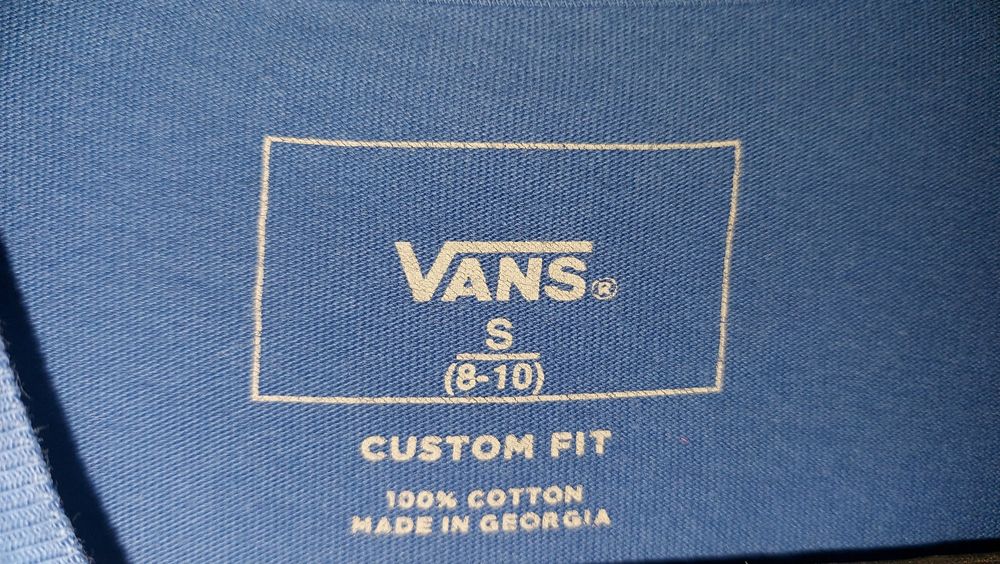 VANS®
S
(8-10)
CUSTOM FIT
100% COTTON
MADE IN GEORGIA